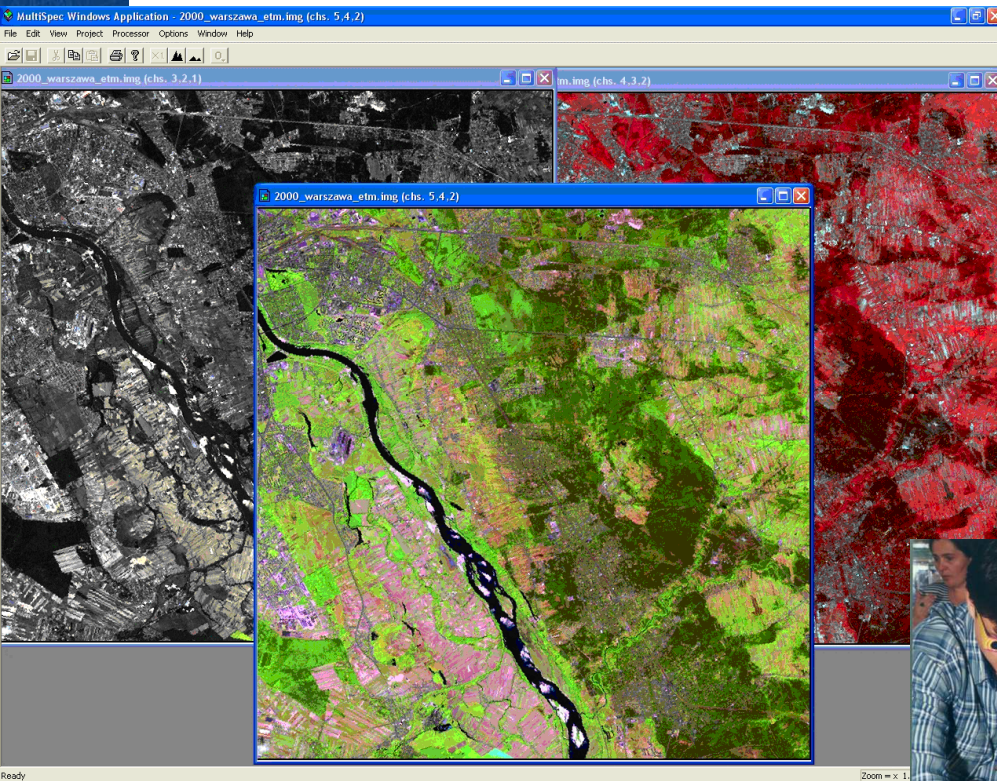 MultiSpec Windows Application - 2000_warszawa_etm.img (chs. 5,4,2)
File Edit View Project Processor Options Window Help
2000_warszawa_etm.img (chs. 3,2,1)
tm.img (chs. 4,3,2)
2000_warszawa_etm.img (chs. 5,4,2)
Ready
Zoom = x 1.